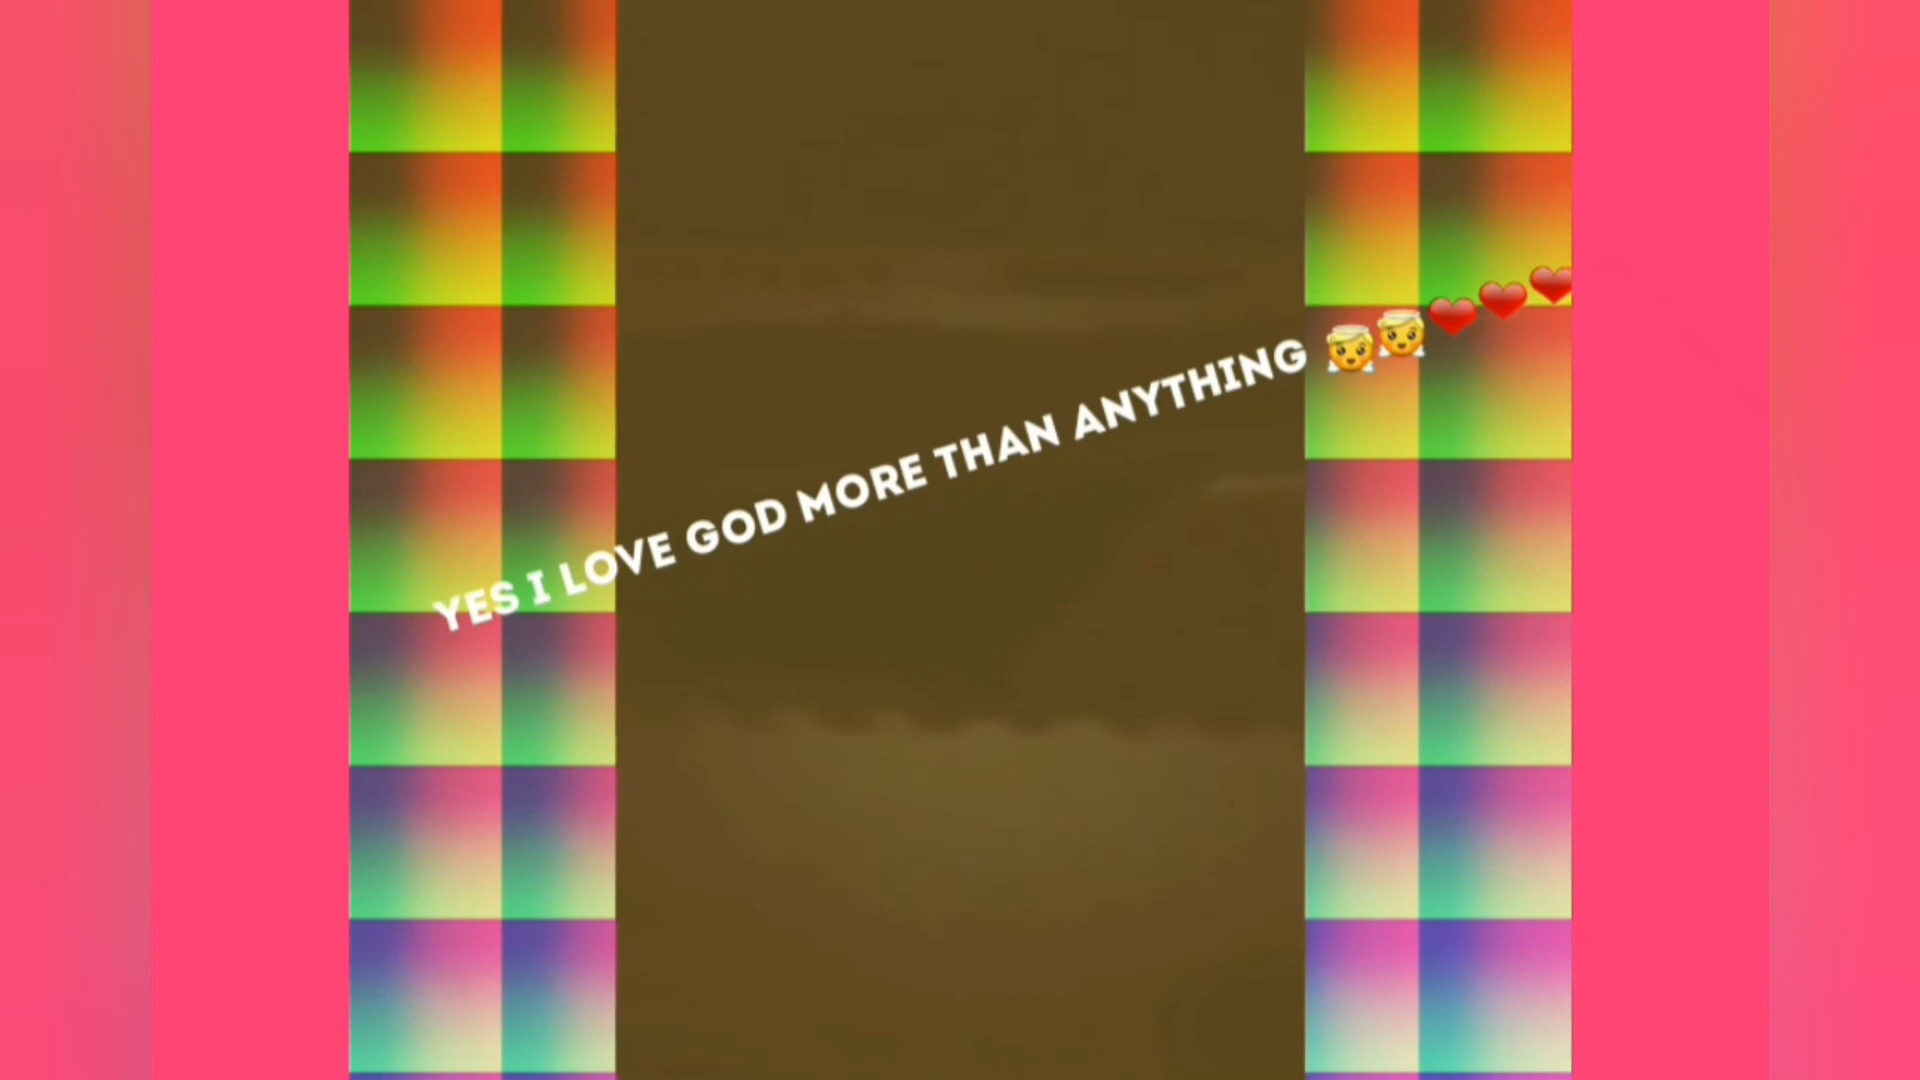 YES I LOVE GOD MORE THAN ANYTHING 👼👼❤️❤️❤️